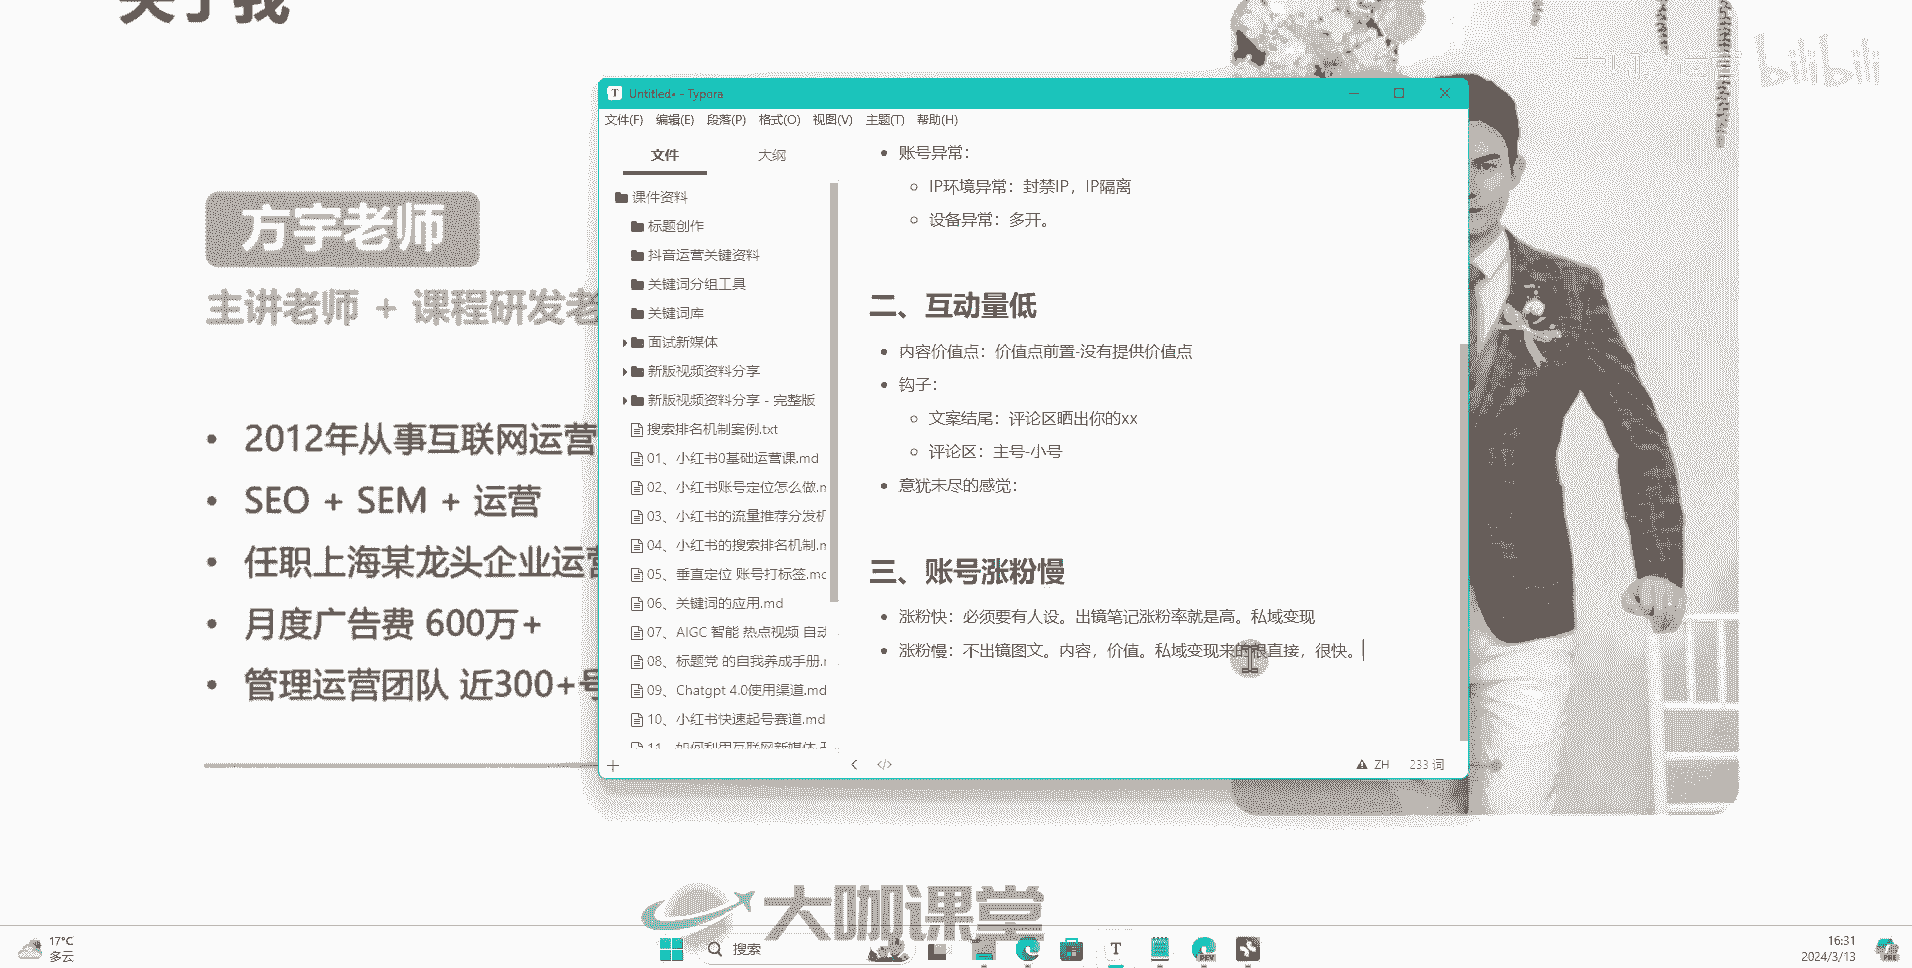 关于我
bilibili
方宇老师
主讲老师 + 课程研发老
2012年从事互联网运营
SEO + SEM + 运营
任职上海某龙头企业运营
月度广告费 600万+
管理运营团队 近300+号
Untitled• - Typora
文件(F) 编辑(E) 段落(P) 格式(O) 视图(V) 主题(T) 帮助(H)
文件 大纲
课件资料
标题创作
抖音运营关键资料
关键词分组工具
关键词库
面试新媒体
新版视频资料分享
新版视频资料分享 - 完整版
搜索排名机制案例.txt
01、小红书0基础运营课.md
02、小红书账号定位怎么做.m
03、小红书的流量推荐分发机
04、小红书的搜索排名机制.m
05、垂直定位 账号打标签.mc
06、关键词的应用.md
07、AIGC 智能 热点视频 自动
08、标题党 的自我养成手册.r
09、Chatgpt 4.0使用渠道.md
10、小红书快速起号赛道.md
11、如何利用互联网新媒体
账号异常：
IP环境异常：封禁IP，IP隔离
设备异常：多开。
二、互动量低
内容价值点：价值点前置-没有提供价值点
钩子：
文案结尾：评论区晒出你的xx
评论区：主号-小号
意犹未尽的感觉：
三、账号涨粉慢
涨粉快：必须要有人设。出镜笔记涨粉率就是高。私域变现
涨粉慢：不出镜图文。内容，价值。私域变现来的很直接，很快。
ZH 233 词
大咖课堂
17°C
多云
搜索
16:31
2024/3/13